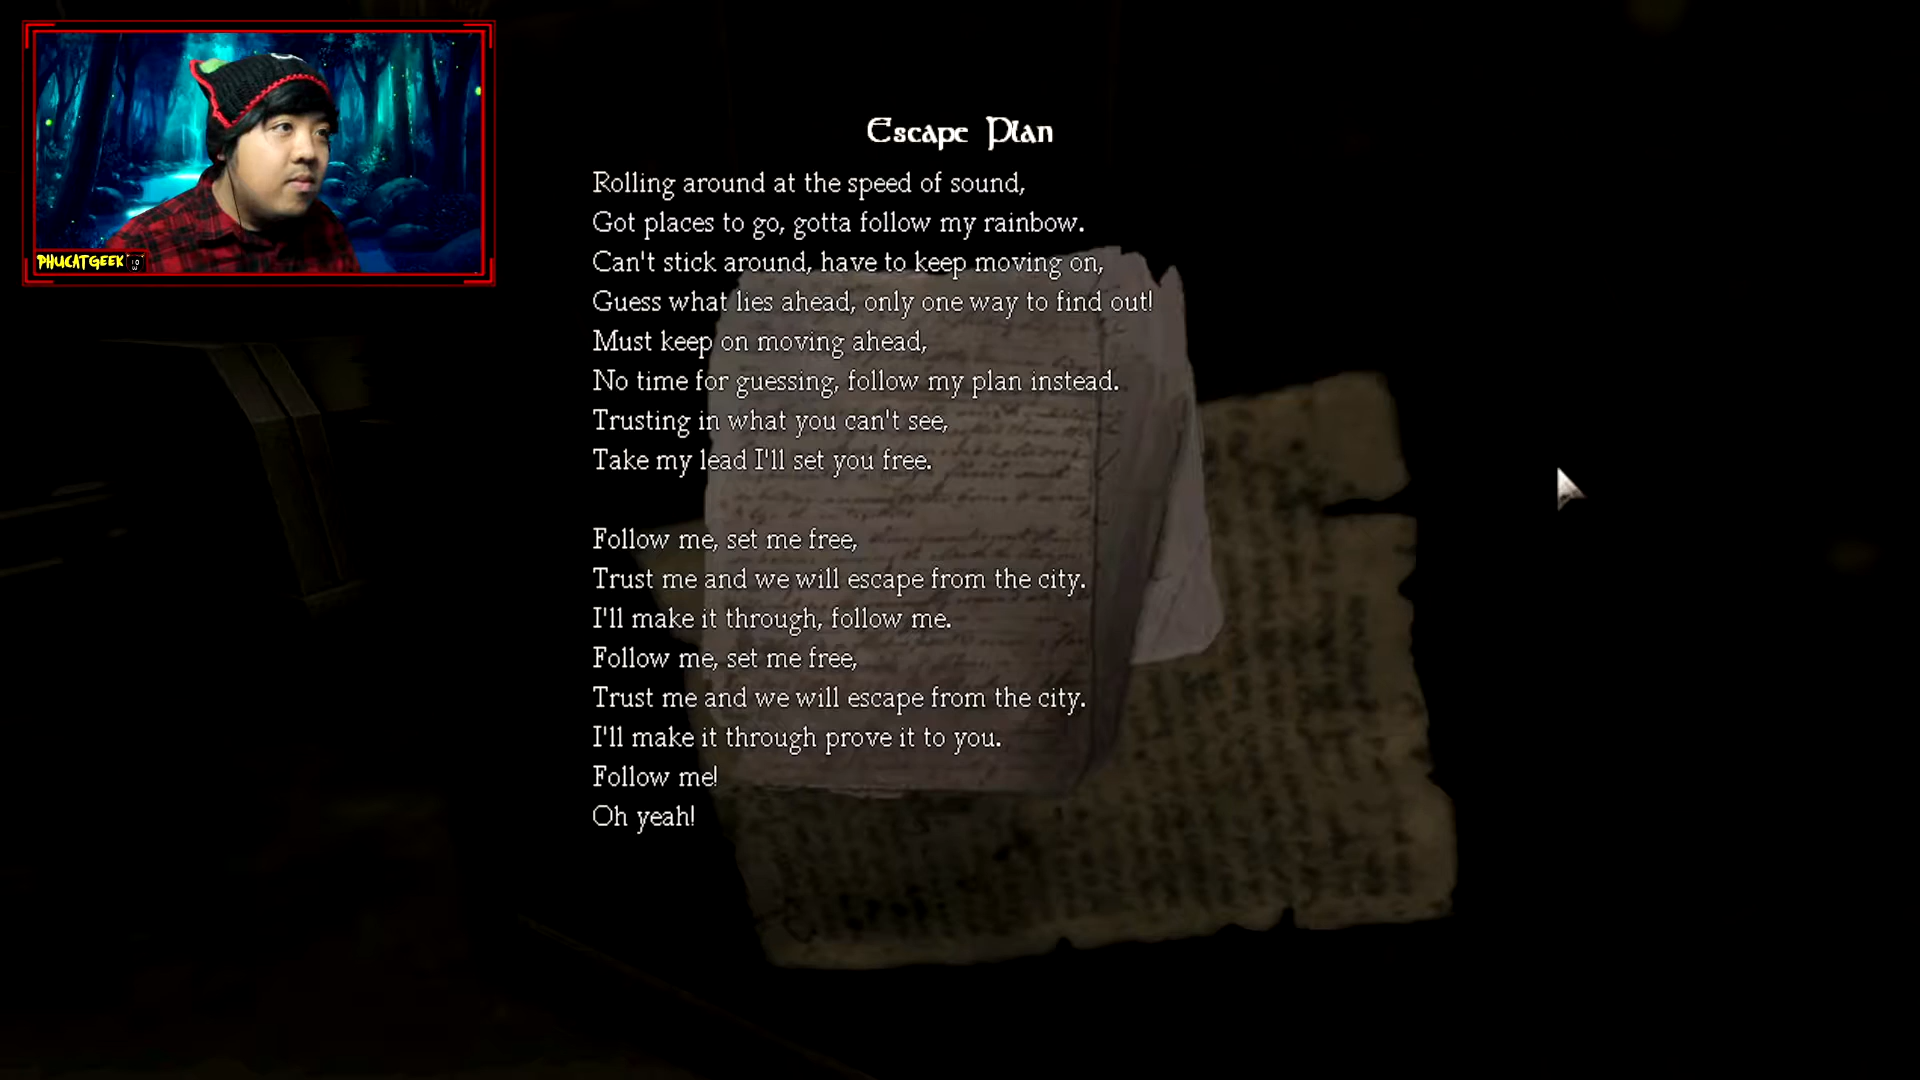 PHUCATGEEK
Escape Plan
Rolling around at the speed of sound,
Got places to go, gotta follow my rainbow.
Can't stick around, have to keep moving on,
Guess what lies ahead, only one way to find out!
Must keep on moving ahead,
No time for guessing, follow my plan instead.
Trusting in what you can't see,
Take my lead I'll set you free.
Follow me, set me free,
Trust me and we will escape from the city.
I'll make it through, follow me.
Follow me, set me free,
Trust me and we will escape from the city.
I'll make it through prove it to you.
Follow me!
Oh yeah!